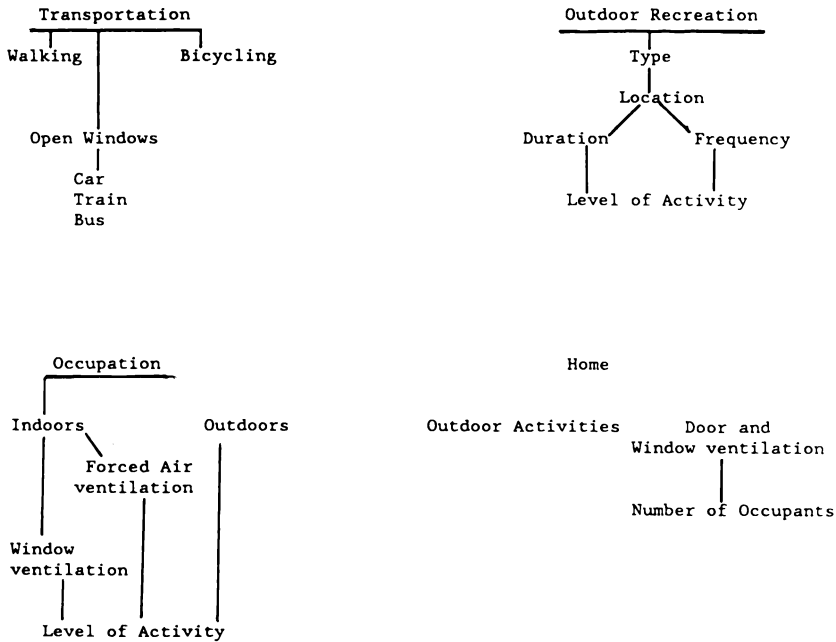 Transportation
Walking
Bicycling
Open Windows
Car
Train
Bus
Outdoor Recreation
Type
Location
Duration
Frequency
Level of Activity
Occupation
Indoors
Outdoors
Forced Air
ventilation
Window
ventilation
Level of Activity
Home
Outdoor Activities
Door and
Window ventilation
Number of Occupants